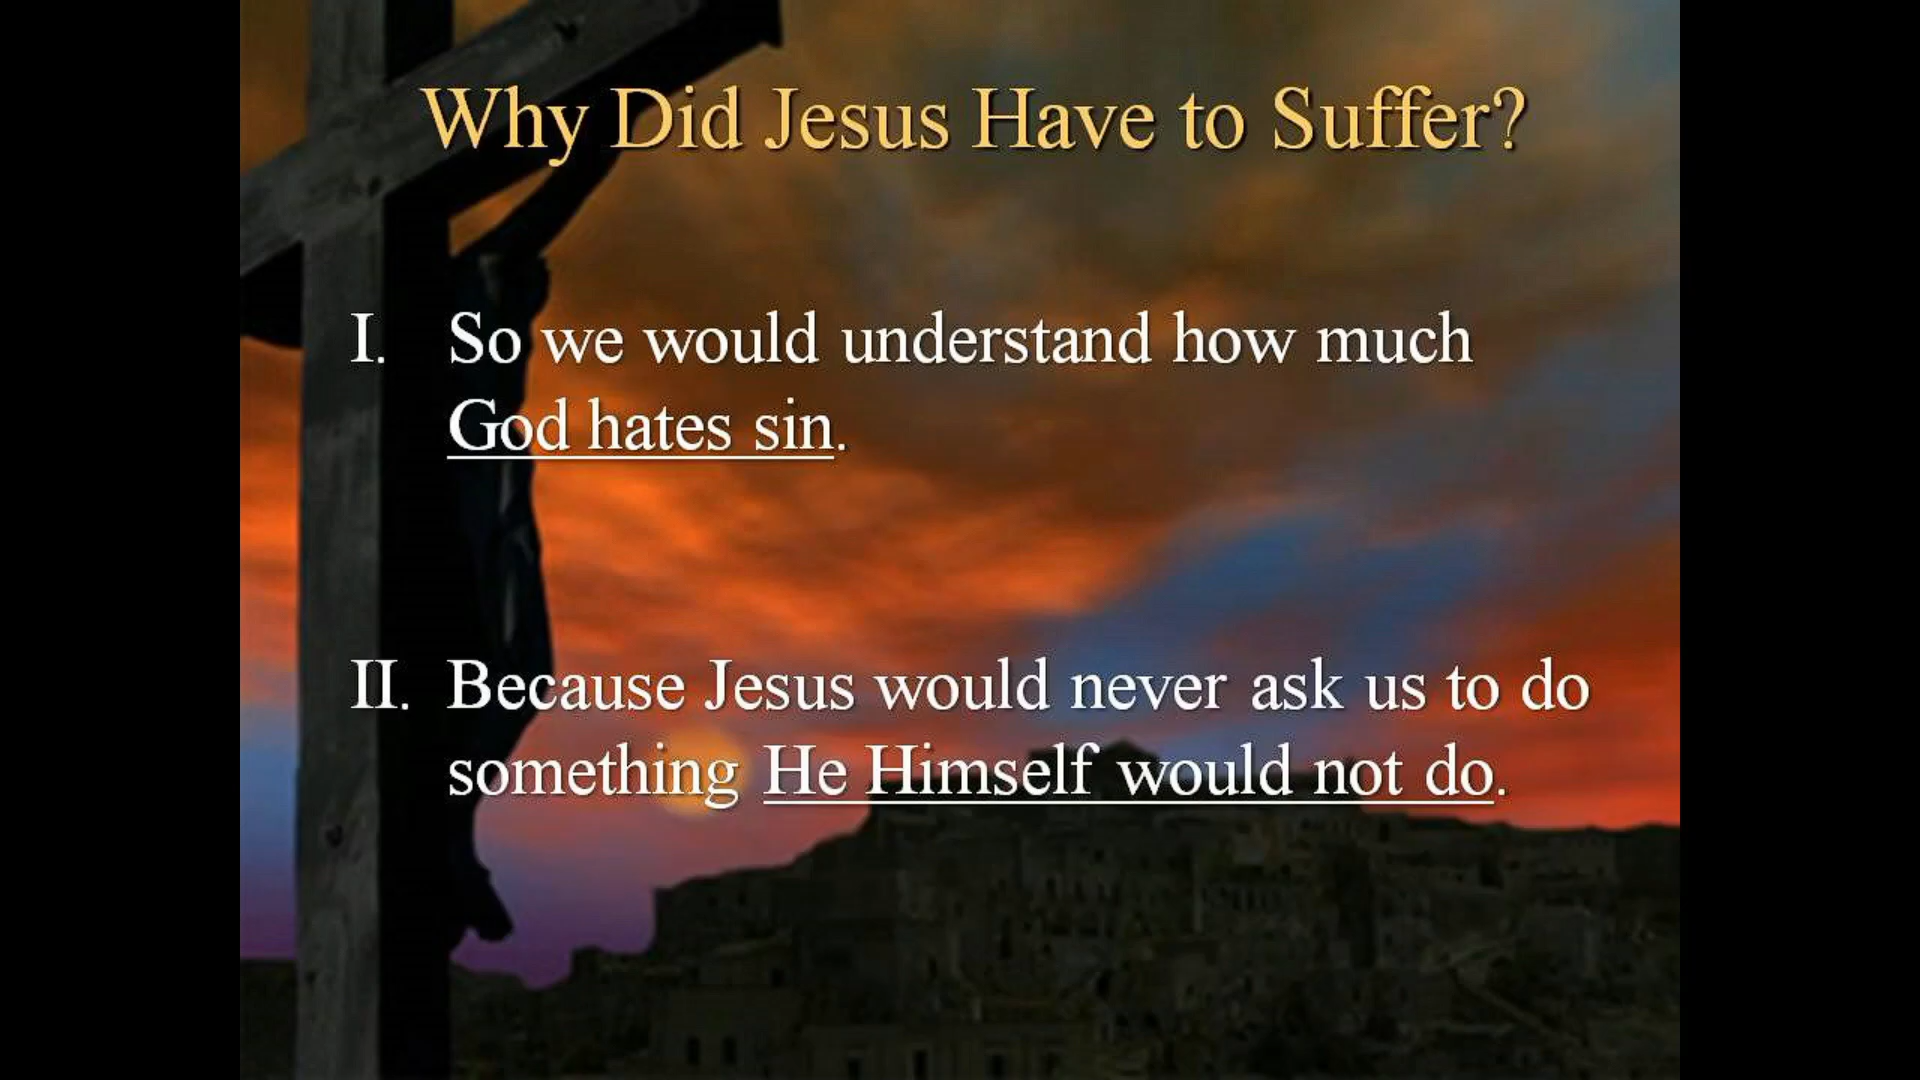 Why Did Jesus Have to Suffer?
I. So we would understand how much
God hates sin.
II. Because Jesus would never ask us to do
something He Himself would not do.